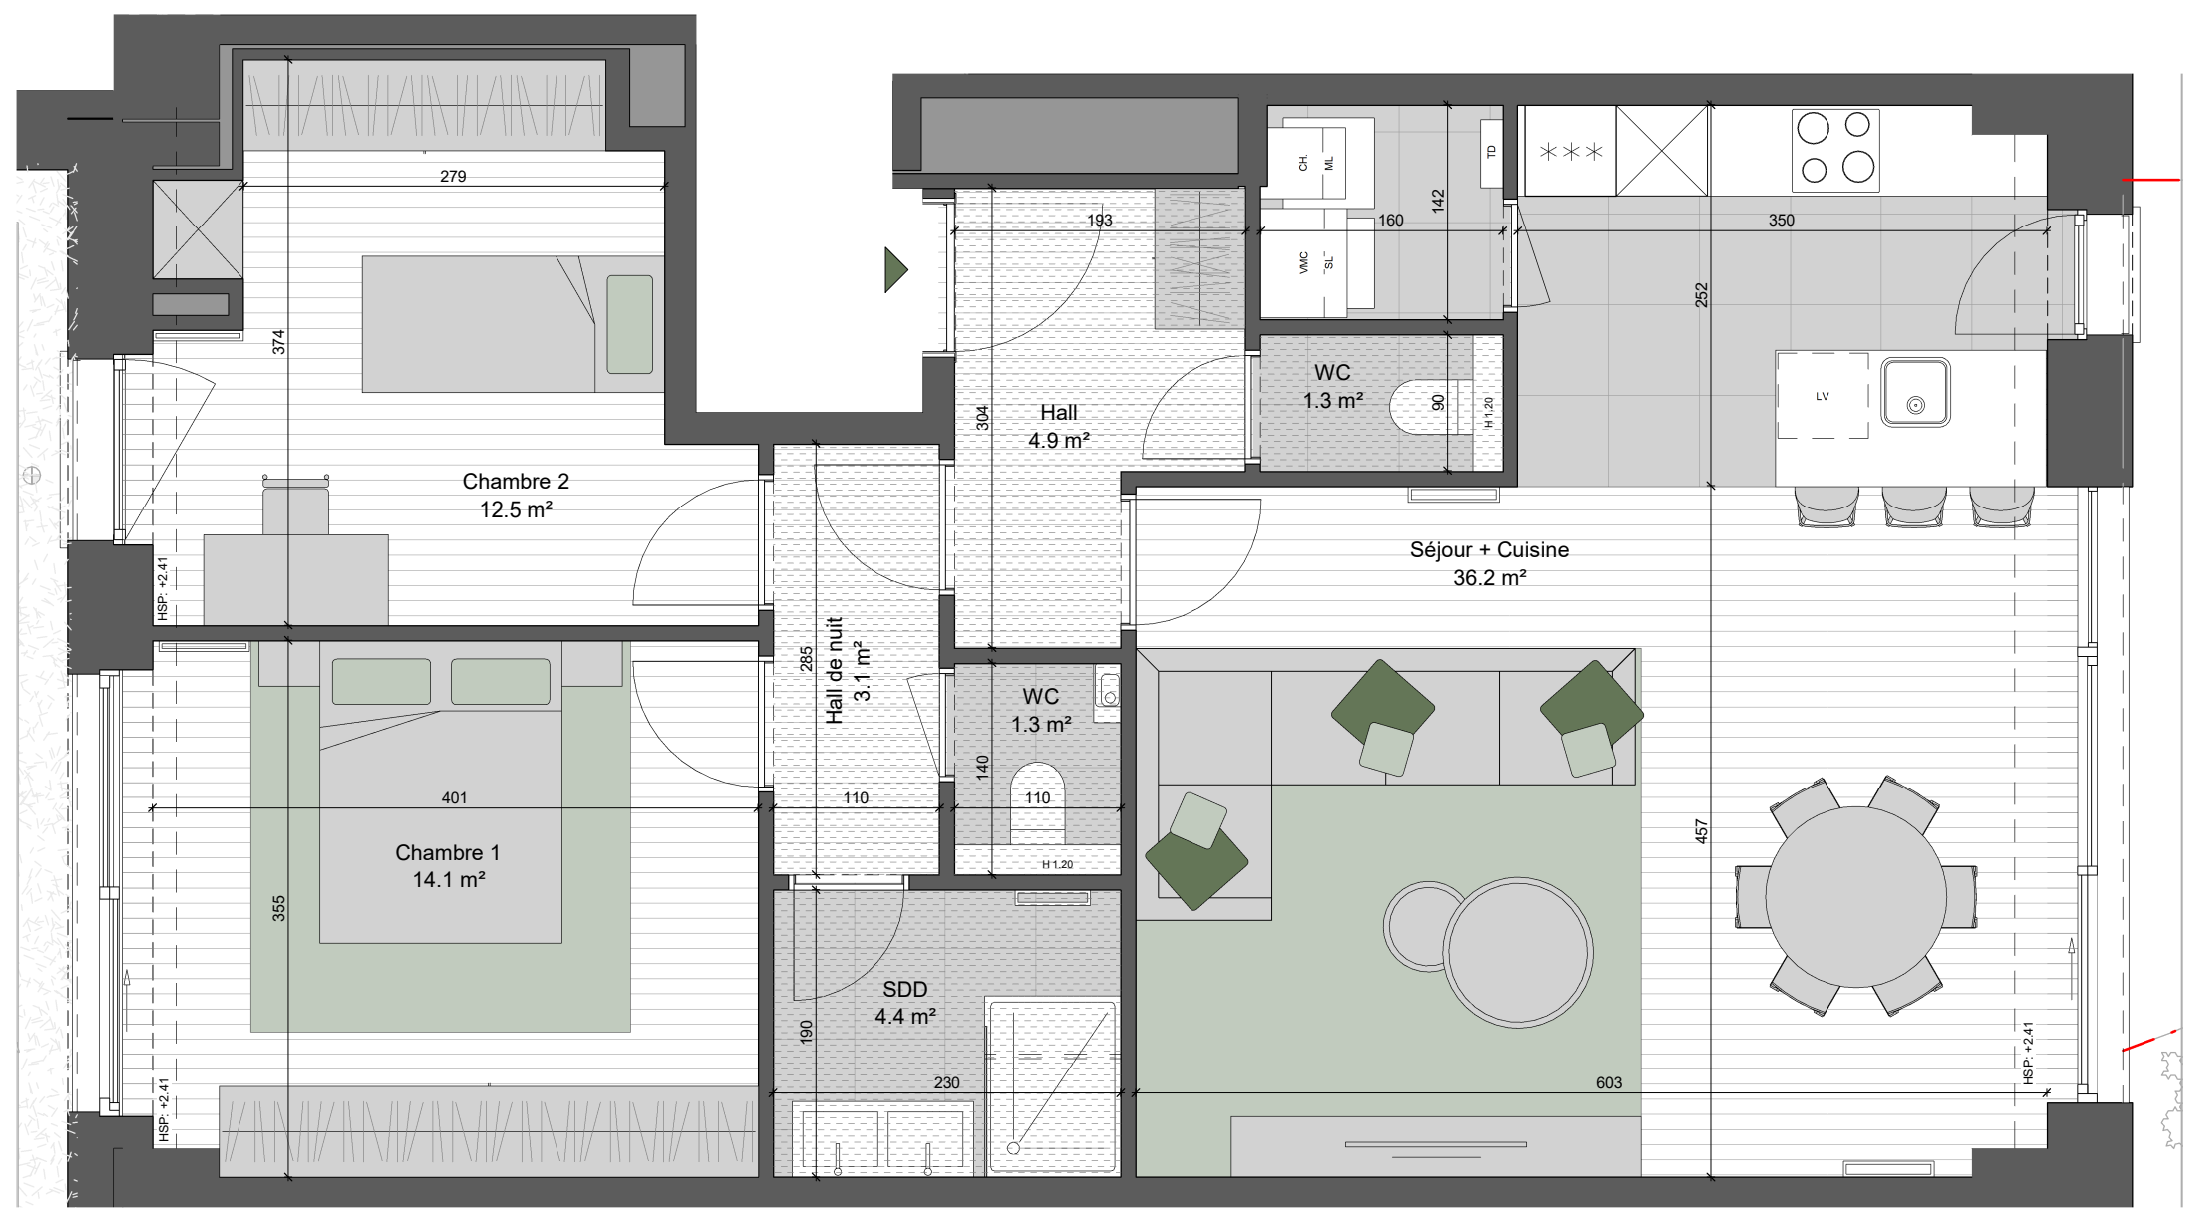 279
374
Chambre 2
12.5 m²
HSP: +2.41
193
304
Hall
4.9 m²
CH.
ML
VMC
SL
TD
142
160
WC
1.3 m²
90
H 1.20
350
252
LV
Séjour + Cuisine
36.2 m²
Hall de nuit
3.1 m²
285
WC
1.3 m²
140
110
110
H 1.20
401
Chambre 1
14.1 m²
355
HSP: +2.41
SDD
4.4 m²
190
230
457
603
HSP: +2.41